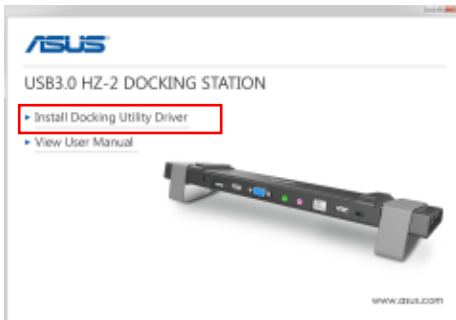 ASUS
USB3.0 HZ-2 DOCKING STATION
Install Docking Utility Driver
View User Manual
www.asus.com